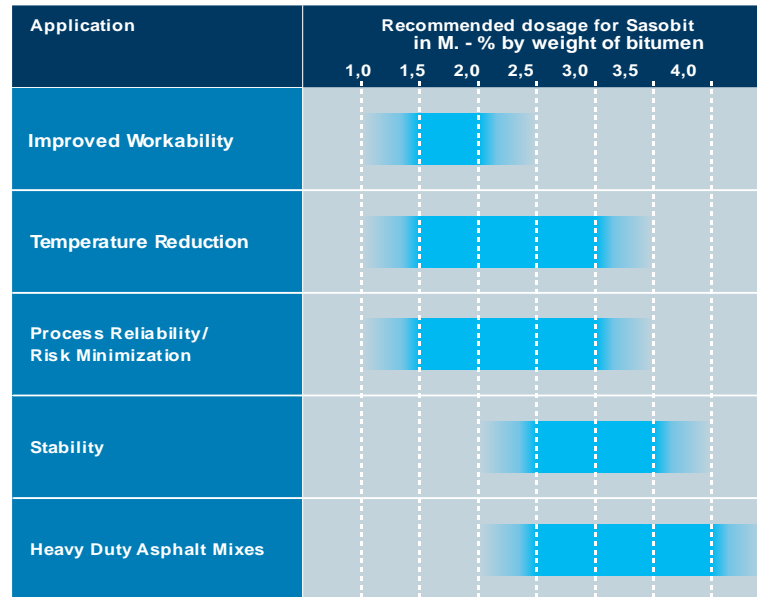 Application
Recommended dosage for Sasobit
in M. - % by weight of bitumen
1,0 1,5 2,0 2,5 3,0 3,5 4,0
Improved Workability
Temperature Reduction
Process Reliability/
Risk Minimization
Stability
Heavy Duty Asphalt Mixes